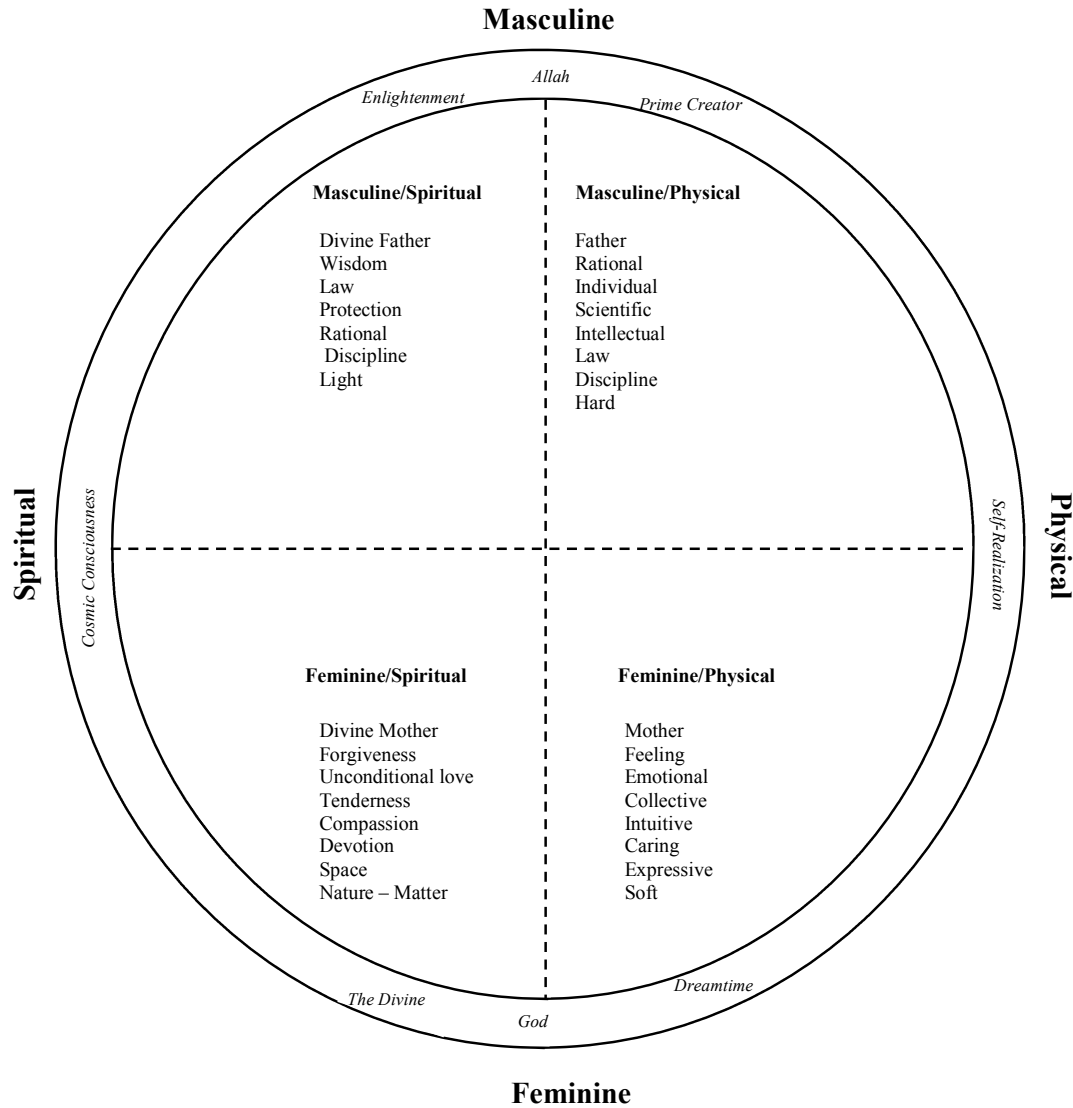 Masculine
Allah
Enlightenment
Prime Creator
Masculine/Spiritual
Divine Father
Wisdom
Law
Protection
Rational
Discipline
Light
Masculine/Physical
Father
Rational
Individual
Scientific
Intellectual
Law
Discipline
Hard
Spiritual
Cosmic Consciousness
Self-Realization
Physical
Feminine/Spiritual
Divine Mother
Forgiveness
Unconditional love
Tenderness
Compassion
Devotion
Space
Nature – Matter
Feminine/Physical
Mother
Feeling
Emotional
Collective
Intuitive
Caring
Expressive
Soft
The Divine
God
Dreamtime
Feminine